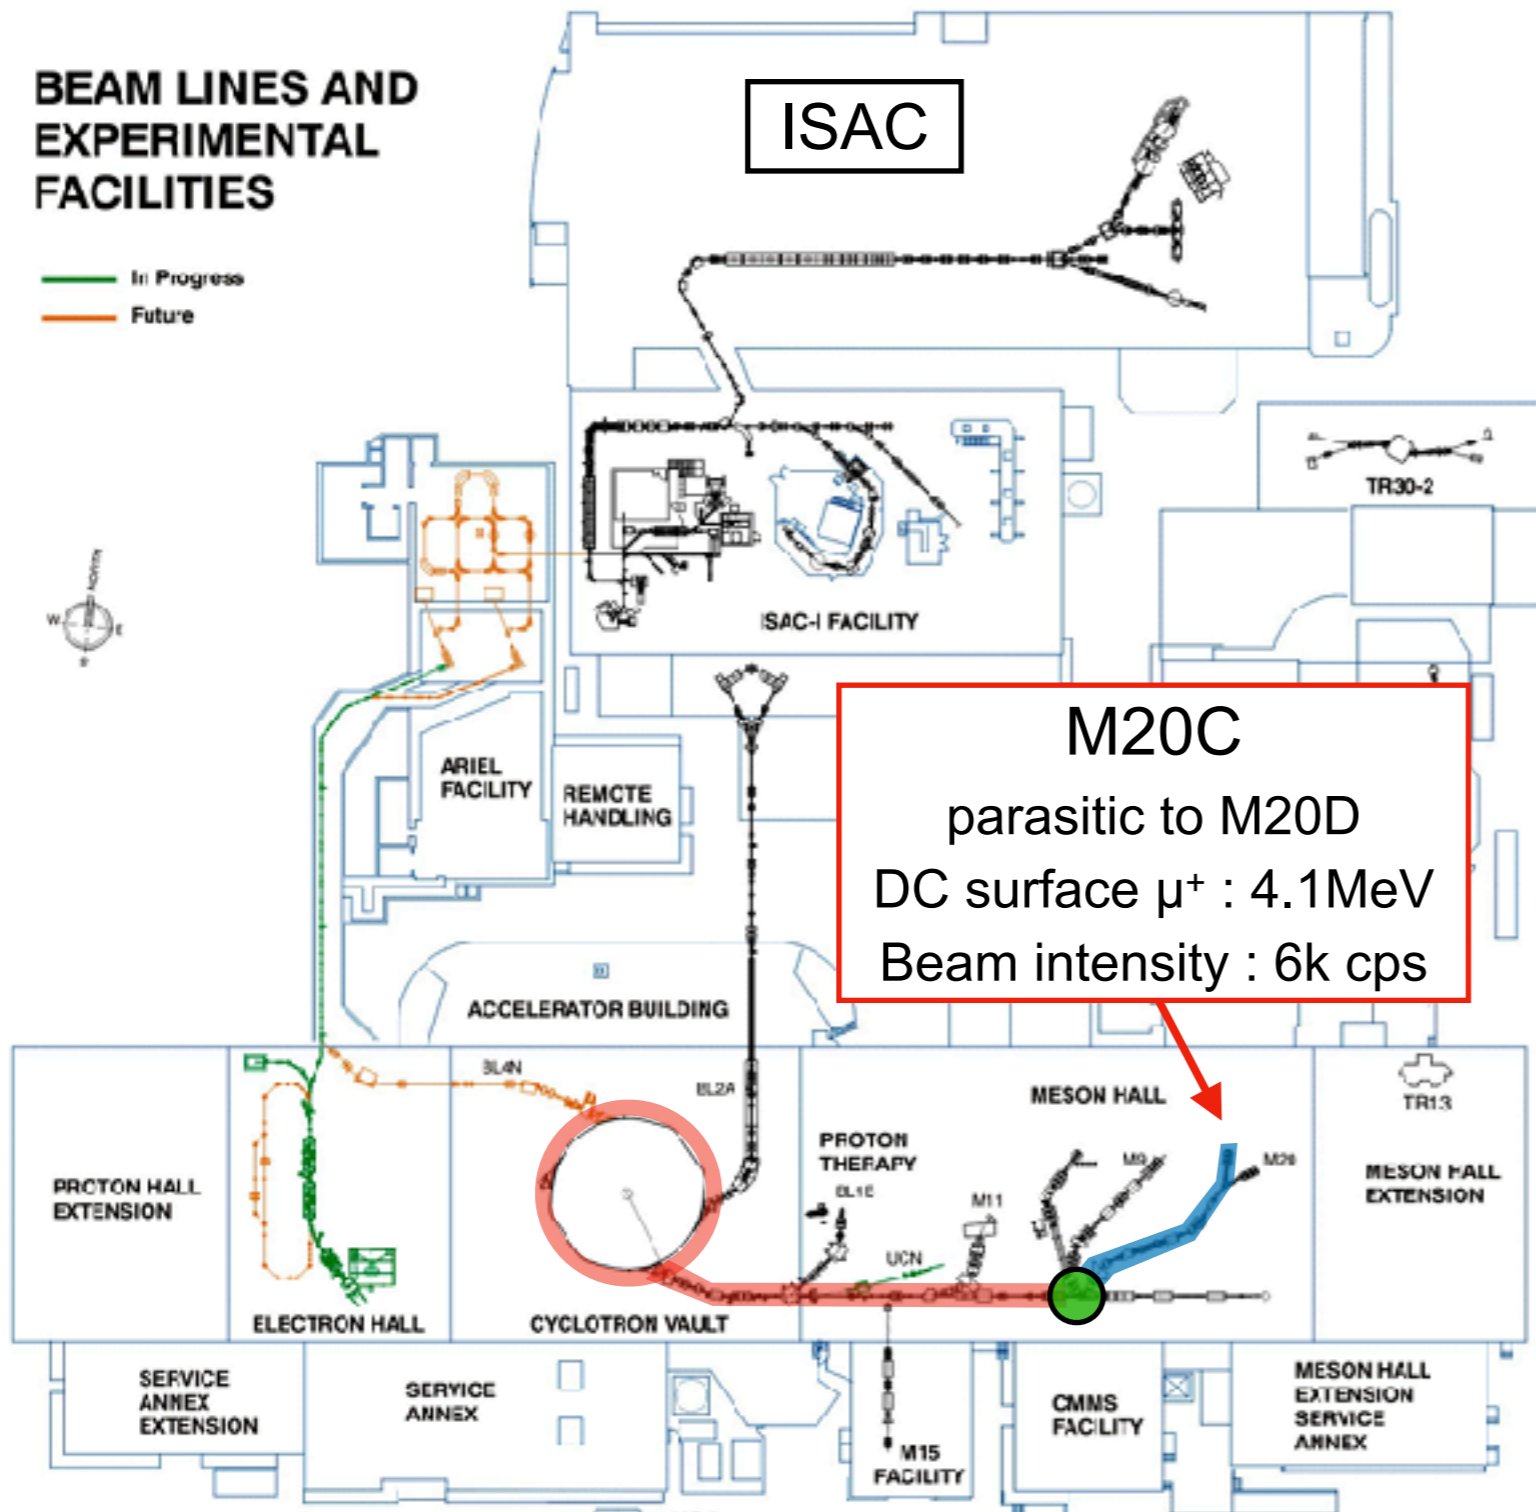 BEAM LINES AND
EXPERIMENTAL
FACILITIES
In Progress
Future
ISAC
TR30-2
NORTH
W
E
ISAC-I FACILITY
ARIEL
FACILITY
REMOTE
HANDLING
M20C
parasitic to M20D
DC surface μ⁺ : 4.1MeV
Beam intensity : 6k cps
ACCELERATOR BUILDING
BL4N
BL2A
MESON HALL
TR13
PROTON
THERAPY
BL1B
M11
M9
M20
UCN
PROTON HALL
EXTENSION
MESON HALL
EXTENSION
ELECTRON HALL
CYCLOTRON VAULT
SERVICE
ANNEX
EXTENSION
SERVICE
ANNEX
M15
FACILITY
CMMS
FACILITY
MESON HALL
EXTENSION
SERVICE
ANNEX